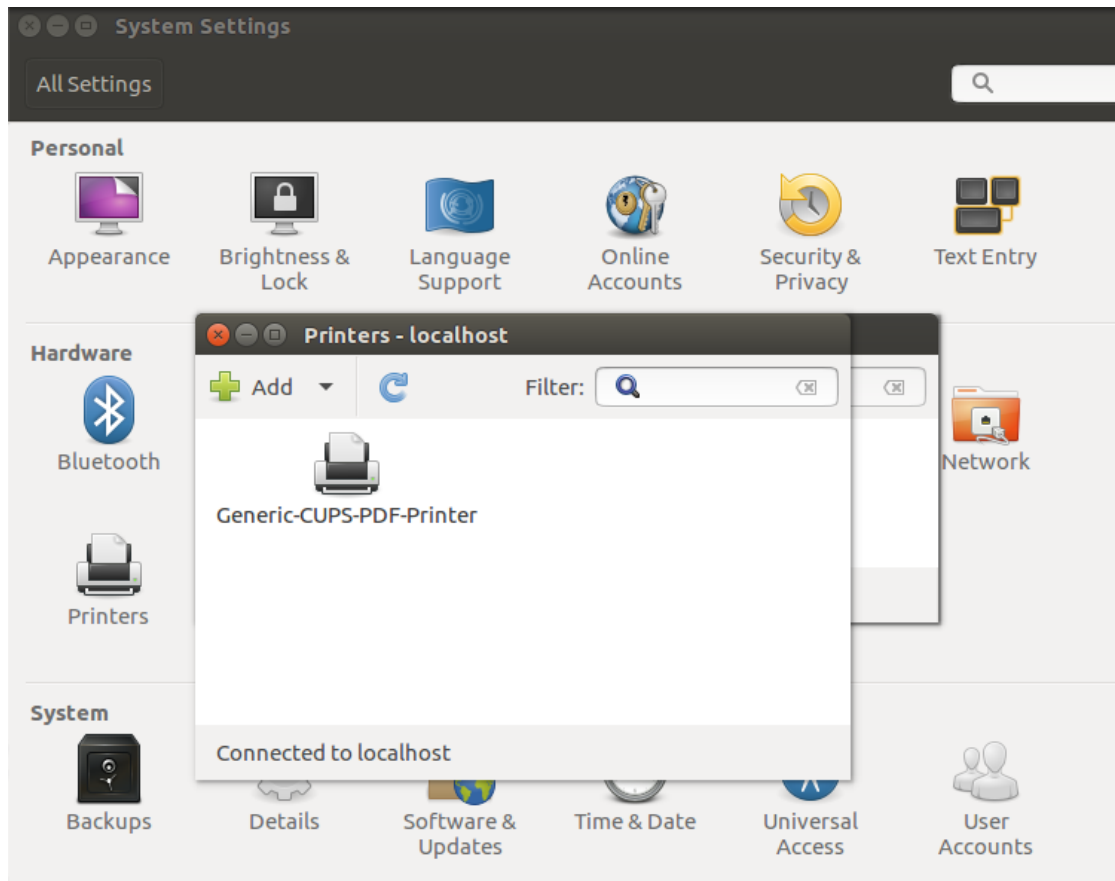 System Settings
All Settings
Personal
Appearance
Brightness &
Lock
Language
Support
Online
Accounts
Security &
Privacy
Text Entry
Hardware
Printers - localhost
Add
Filter:
Bluetooth
Generic-CUPS-PDF-Printer
Network
Printers
System
Connected to localhost
Backups
Details
Software &
Updates
Time & Date
Universal
Access
User
Accounts